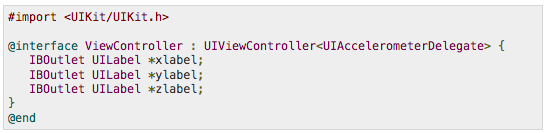 #import <UIKit/UIKit.h>
@interface ViewController : UIViewController<UIAccelerometerDelegate> {
IBOutlet UILabel *xlabel;
IBOutlet UILabel *ylabel;
IBOutlet UILabel *zlabel;
}
@end